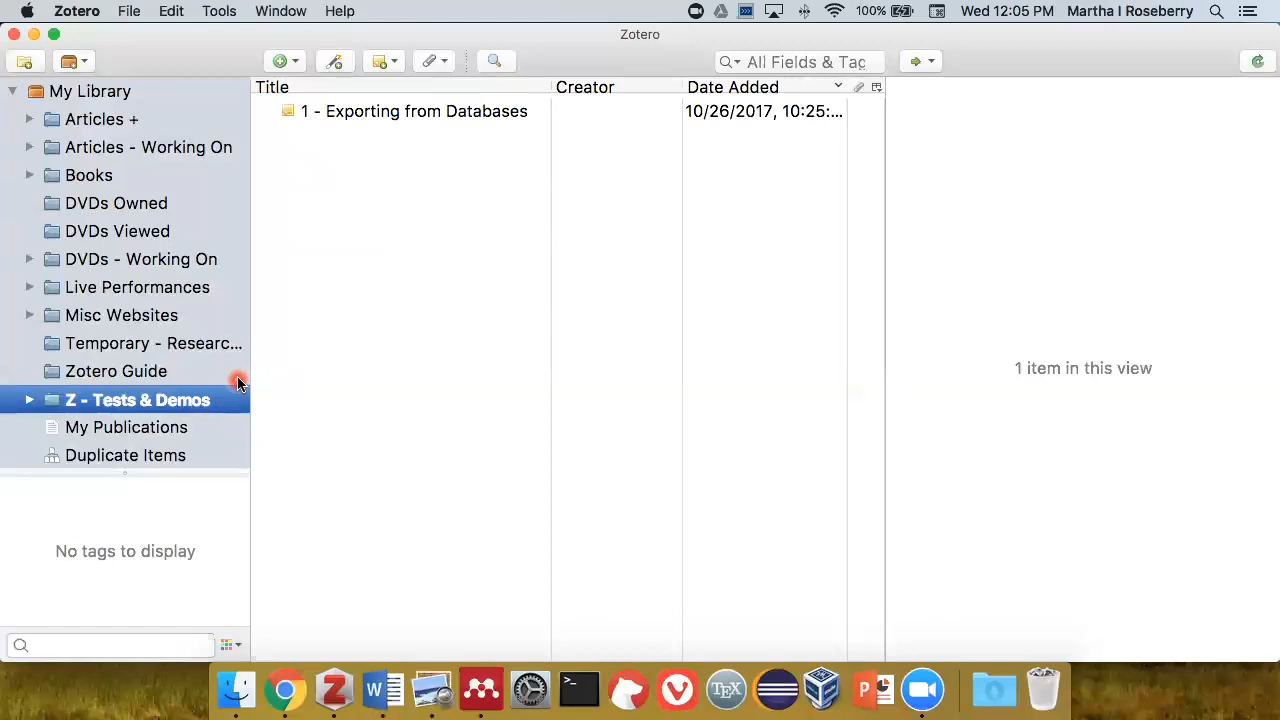 Zotero File Edit Tools Window Help 100% Wed 12:05 PM Martha I Roseberry
Zotero
All Fields & Tag
My Library
Articles +
Articles - Working On
Books
DVDs Owned
DVDs Viewed
DVDs - Working On
Live Performances
Misc Websites
Temporary - Researc...
Zotero Guide
Z - Tests & Demos
My Publications
Duplicate Items
No tags to display
Title Creator Date Added
1 - Exporting from Databases 10/26/2017, 10:25:...
1 item in this view
TEX